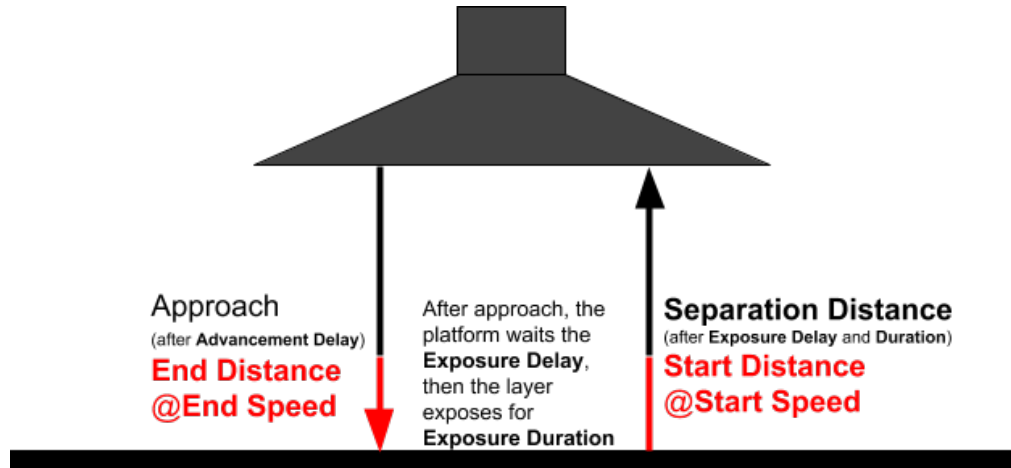 Approach
(after Advancement Delay)
End Distance
@End Speed
After approach, the
platform waits the
Exposure Delay,
then the layer
exposes for
Exposure Duration
Separation Distance
(after Exposure Delay and Duration)
Start Distance
@Start Speed